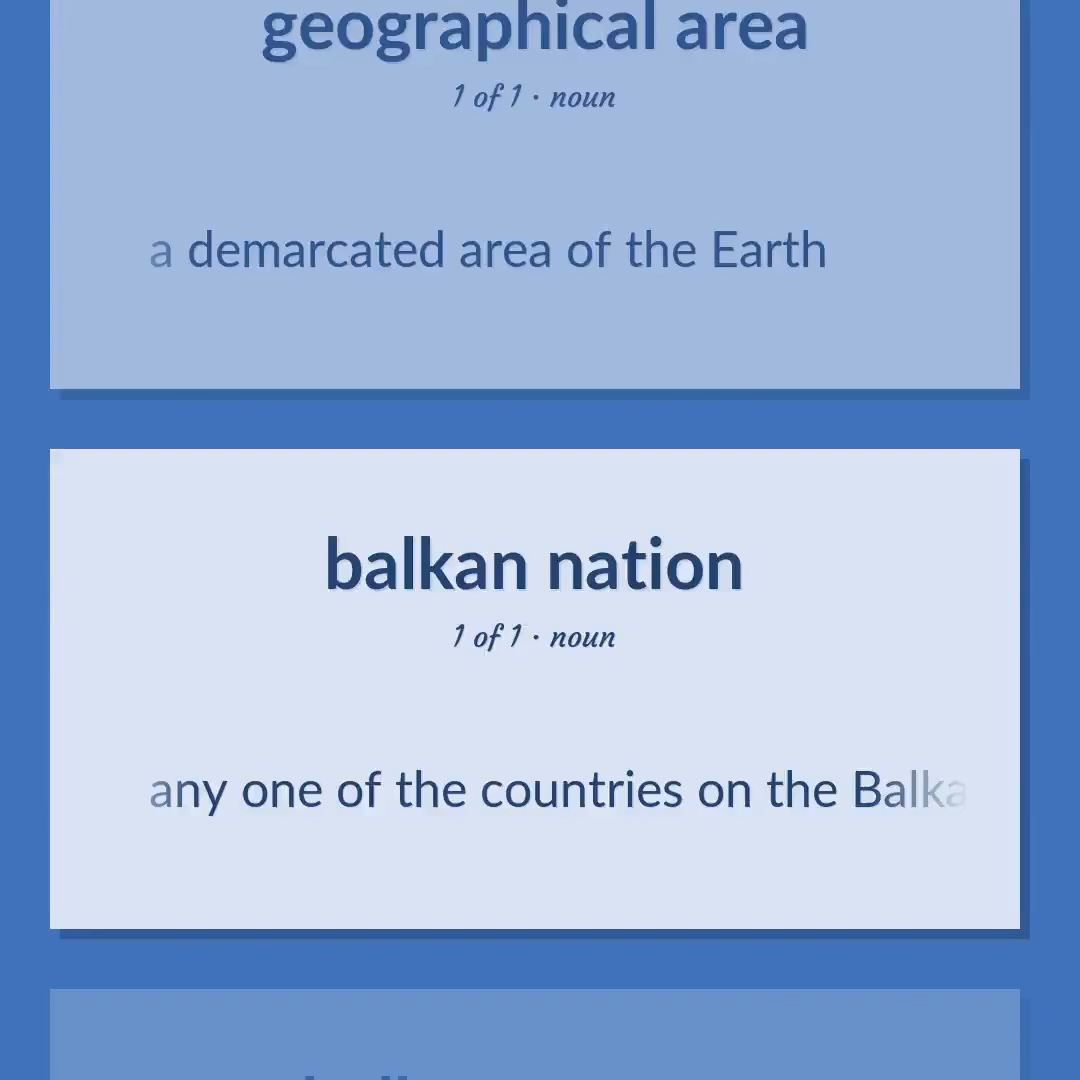 geographical area
1 of 1 · noun
a demarcated area of the Earth
balkan nation
1 of 1 · noun
any one of the countries on the Balka